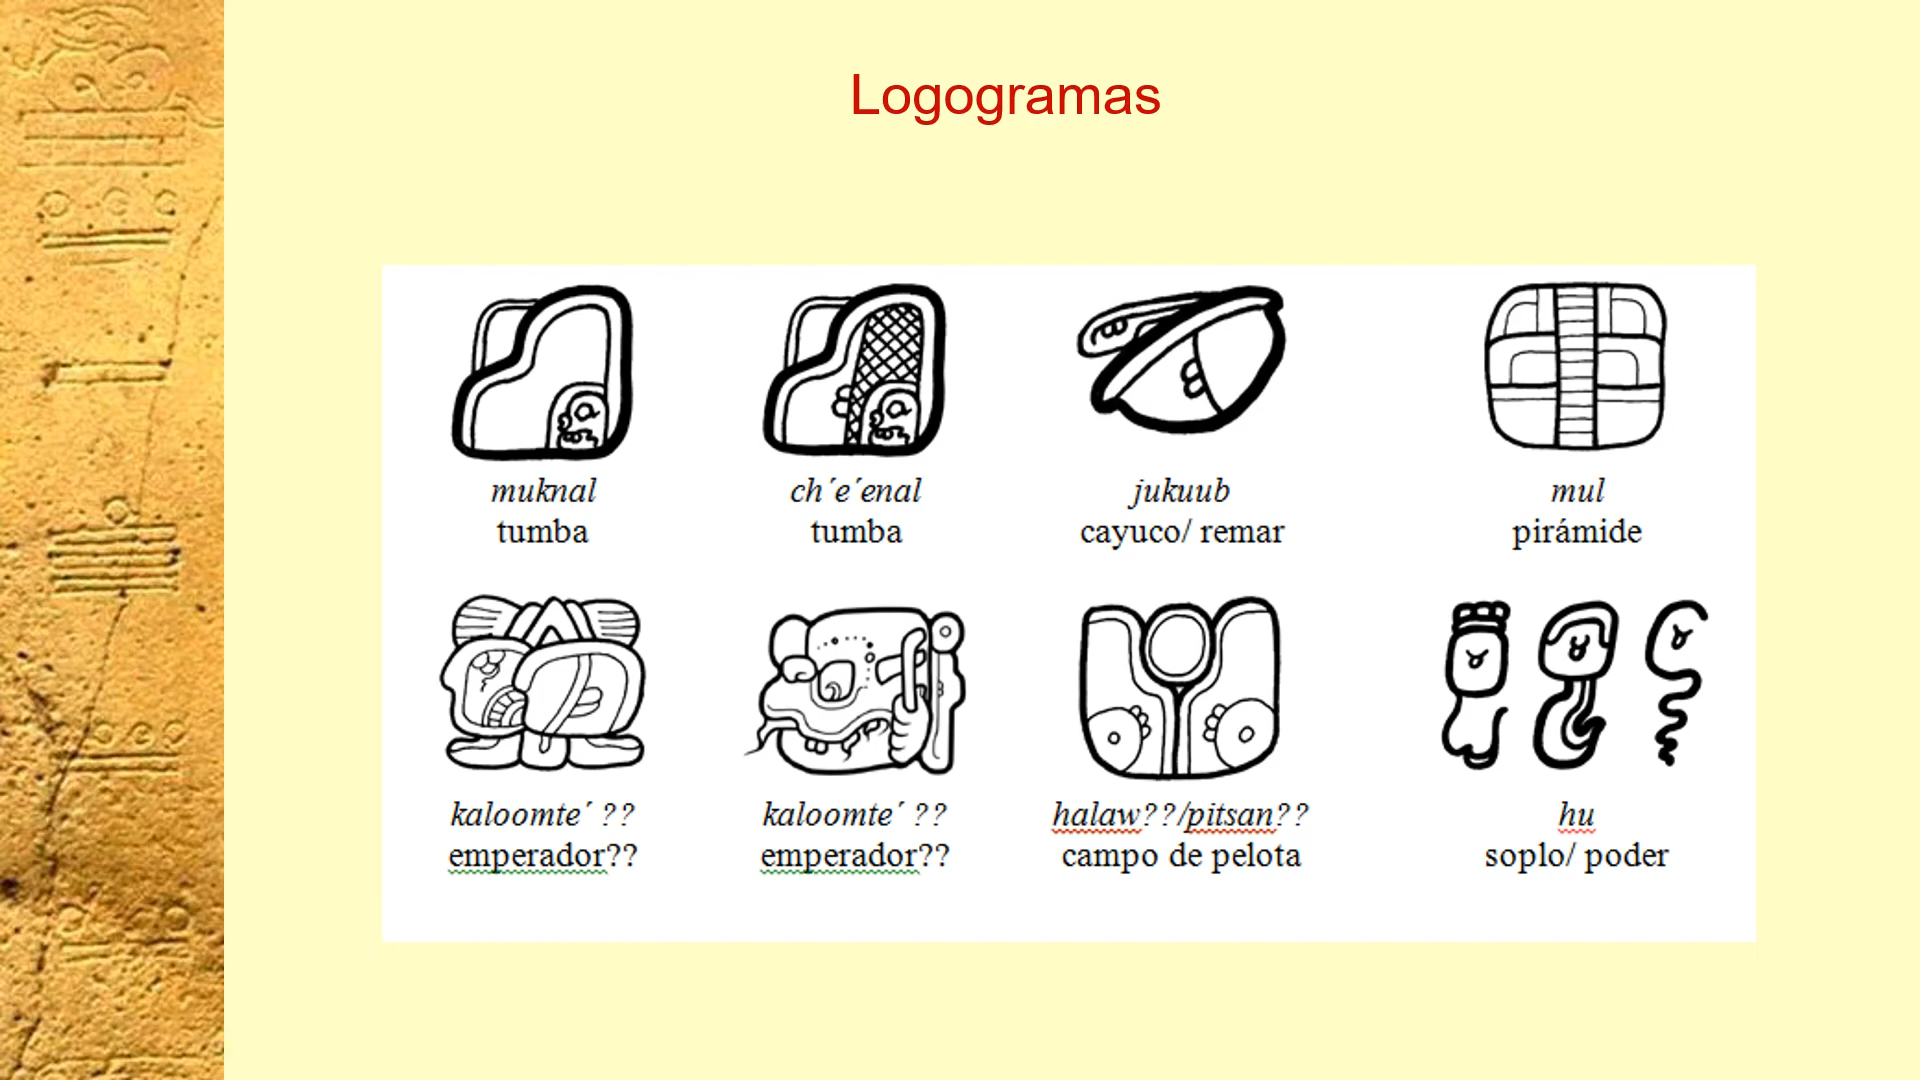 Logogramas
muknal
tumba
ch´e´enal
tumba
jukuub
cayuco/ remar
mul
pirámide
kaloomte´ ??
emperador??
kaloomte´ ??
emperador??
halaw??/pitsan??
campo de pelota
hu
soplo/ poder